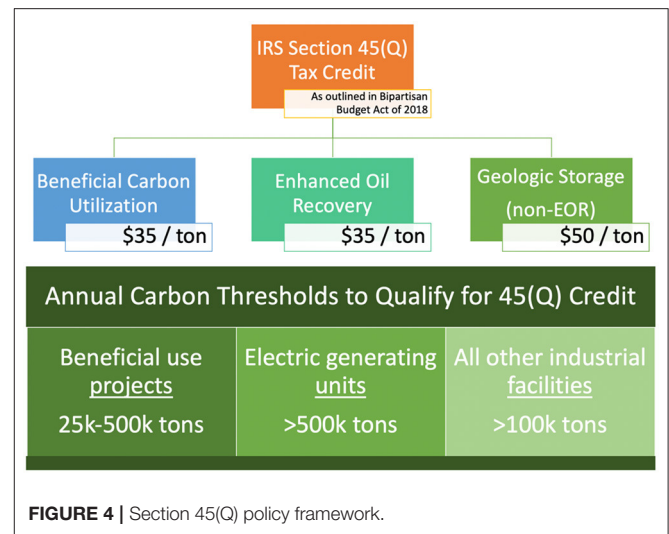 IRS Section 45(Q)
Tax Credit
As outlined in Bipartisan
Budget Act of 2018
Beneficial Carbon
Utilization
$35 / ton
Enhanced Oil
Recovery
$35 / ton
Geologic Storage
(non-EOR)
$50 / ton
Annual Carbon Thresholds to Qualify for 45(Q) Credit
Beneficial use
projects
25k-500k tons
Electric generating
units
>500k tons
All other industrial
facilities
>100k tons
FIGURE 4 | Section 45(Q) policy framework.